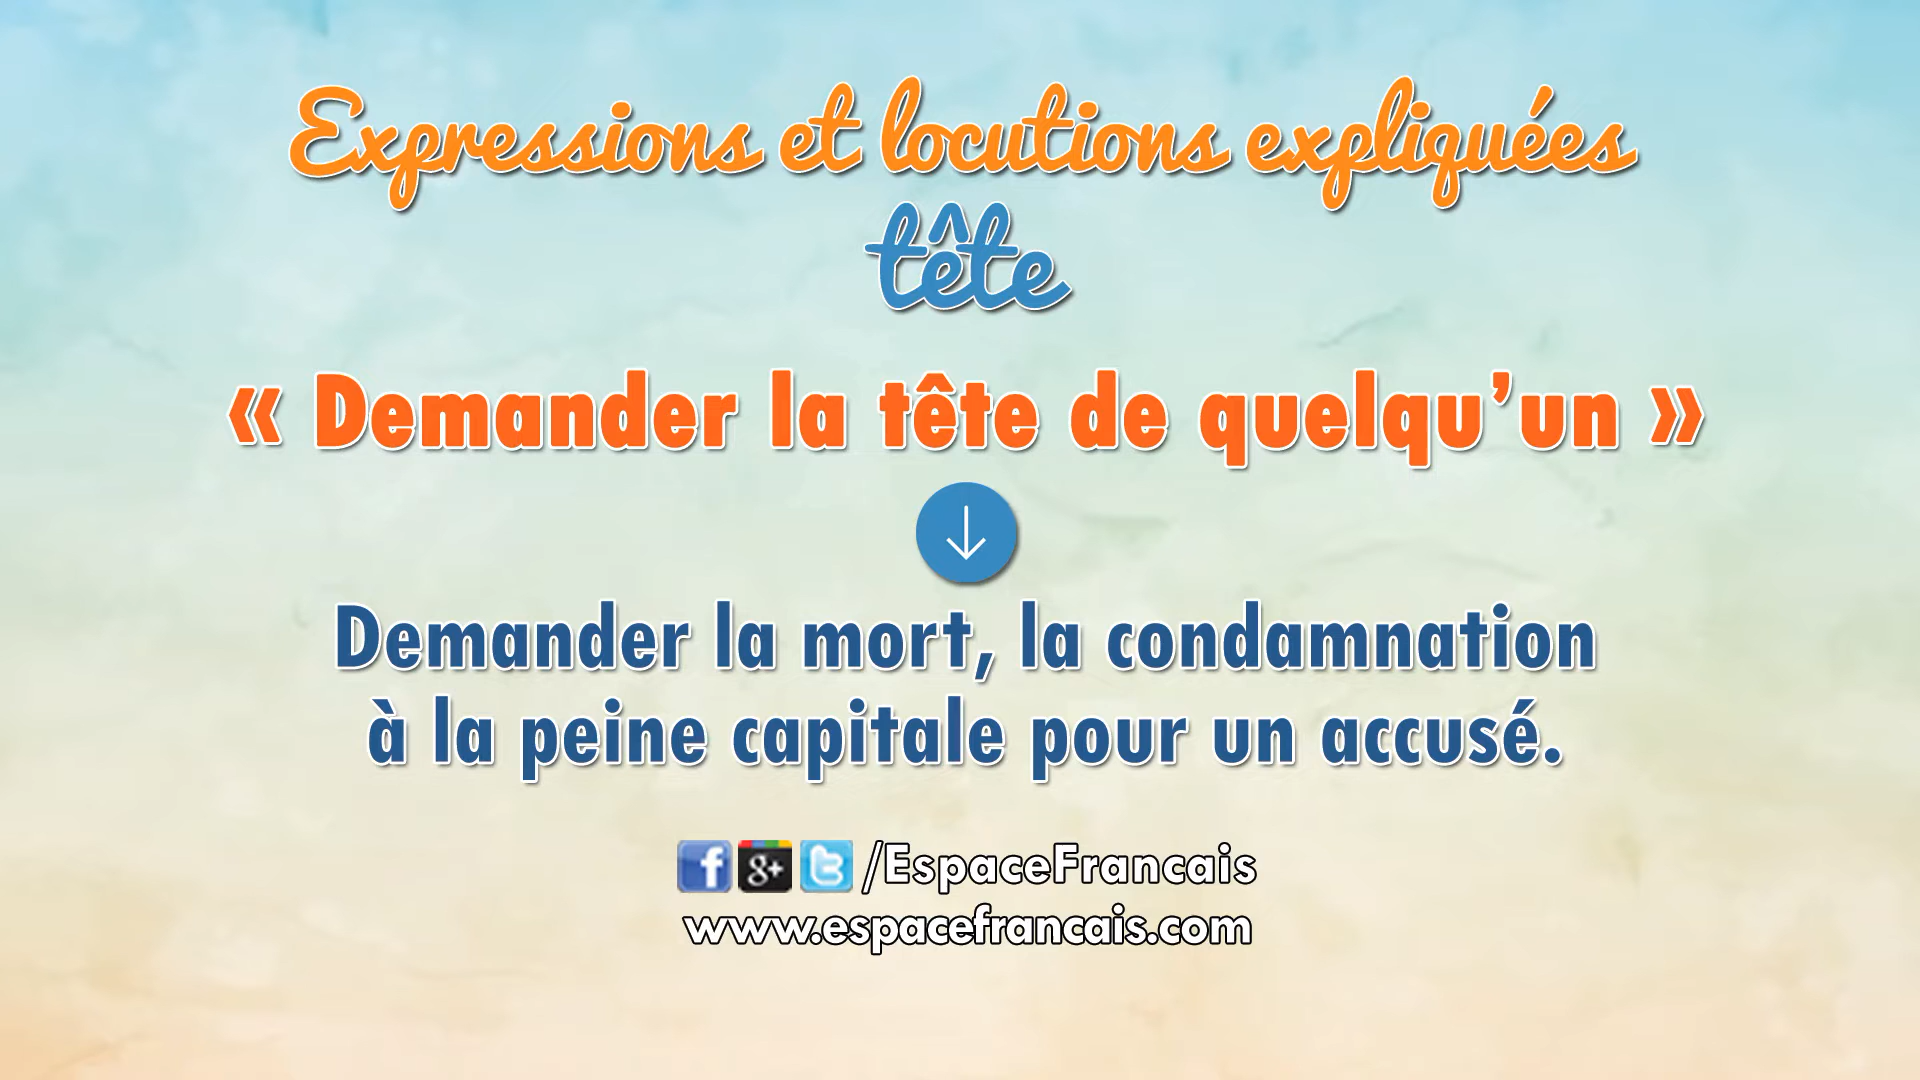 Expressions et locutions expliquées
tête
« Demander la tête de quelqu’un »
Demander la mort, la condamnation
à la peine capitale pour un accusé.
f g+ t /EspaceFrancais
www.espacefrancais.com